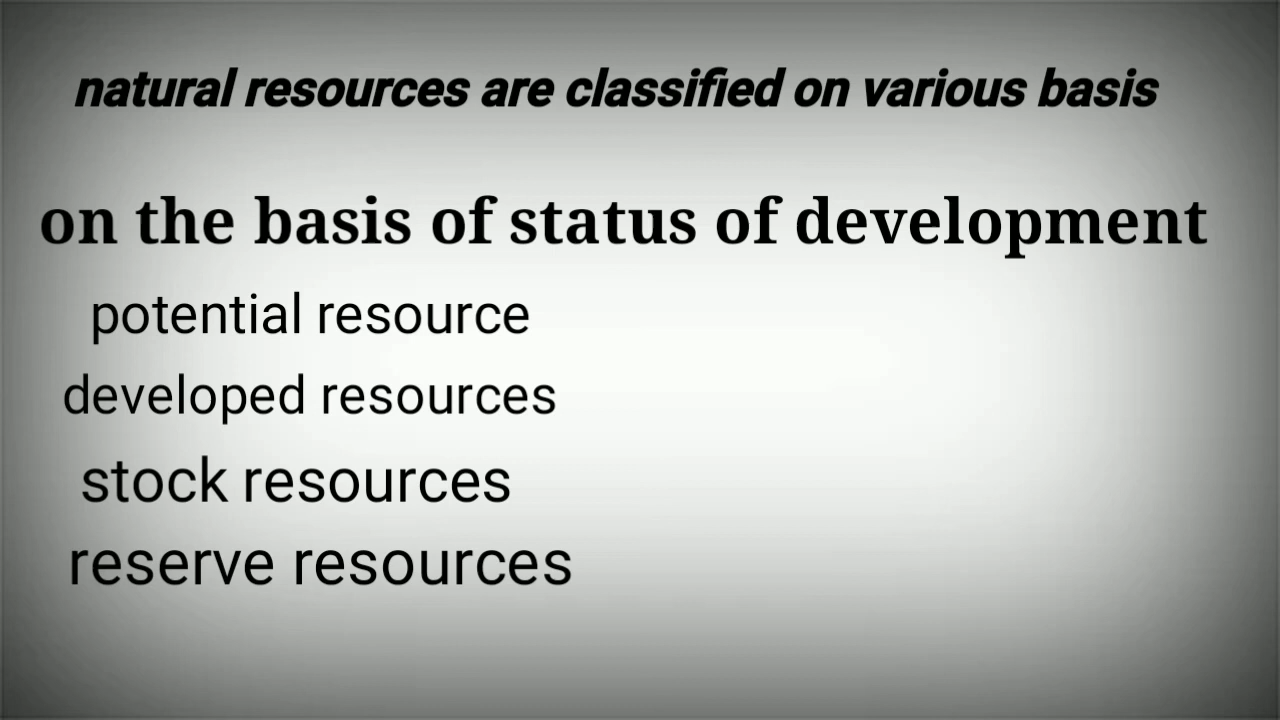 natural resources are classified on various basis
on the basis of status of development
potential resource
developed resources
stock resources
reserve resources